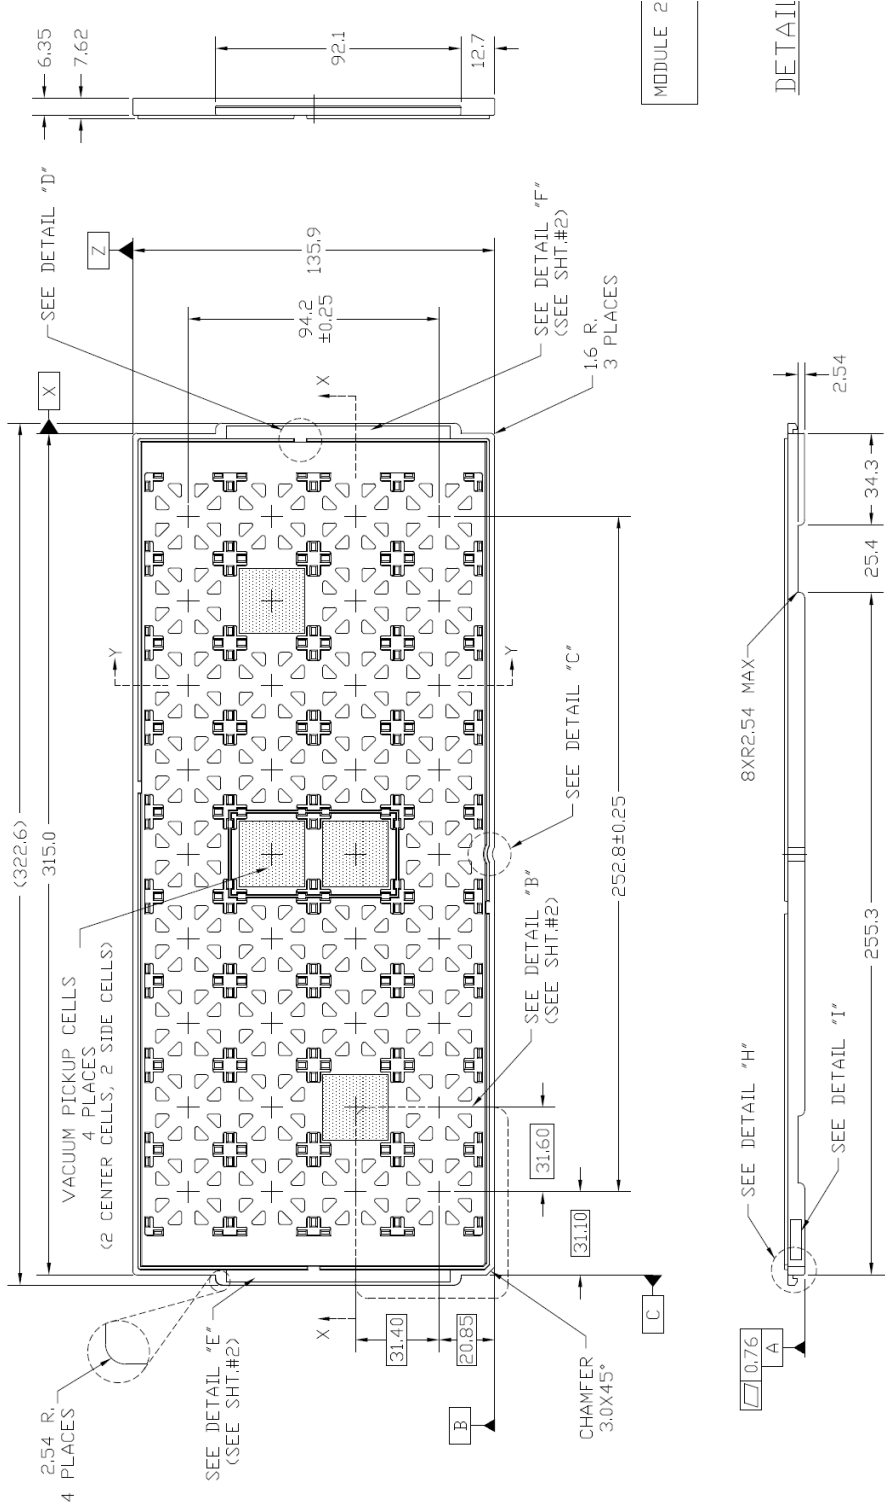 2.54 R.
4 PLACES
(322.6)
315.0
X
VACUUM PICKUP CELLS
4 PLACES
(2 CENTER CELLS, 2 SIDE CELLS)
SEE DETAIL "D"
6.35
7.62
Z
92.1
12.7
135.9
94.2
±0.25
X
X
Y
Y
SEE DETAIL "E"
(SEE SHT.#2)
31.40
20.85
B
CHAMFER
3.0X45°
31.10
31.60
C
SEE DETAIL "B"
(SEE SHT.#2)
252.8±0.25
SEE DETAIL "C"
SEE DETAIL "F"
(SEE SHT.#2)
1.6 R.
3 PLACES
MODULE 2
DETAIL
SEE DETAIL "H"
8XR2.54 MAX
2.54
0.76
A
SEE DETAIL "I"
255.3
25.4
34.3